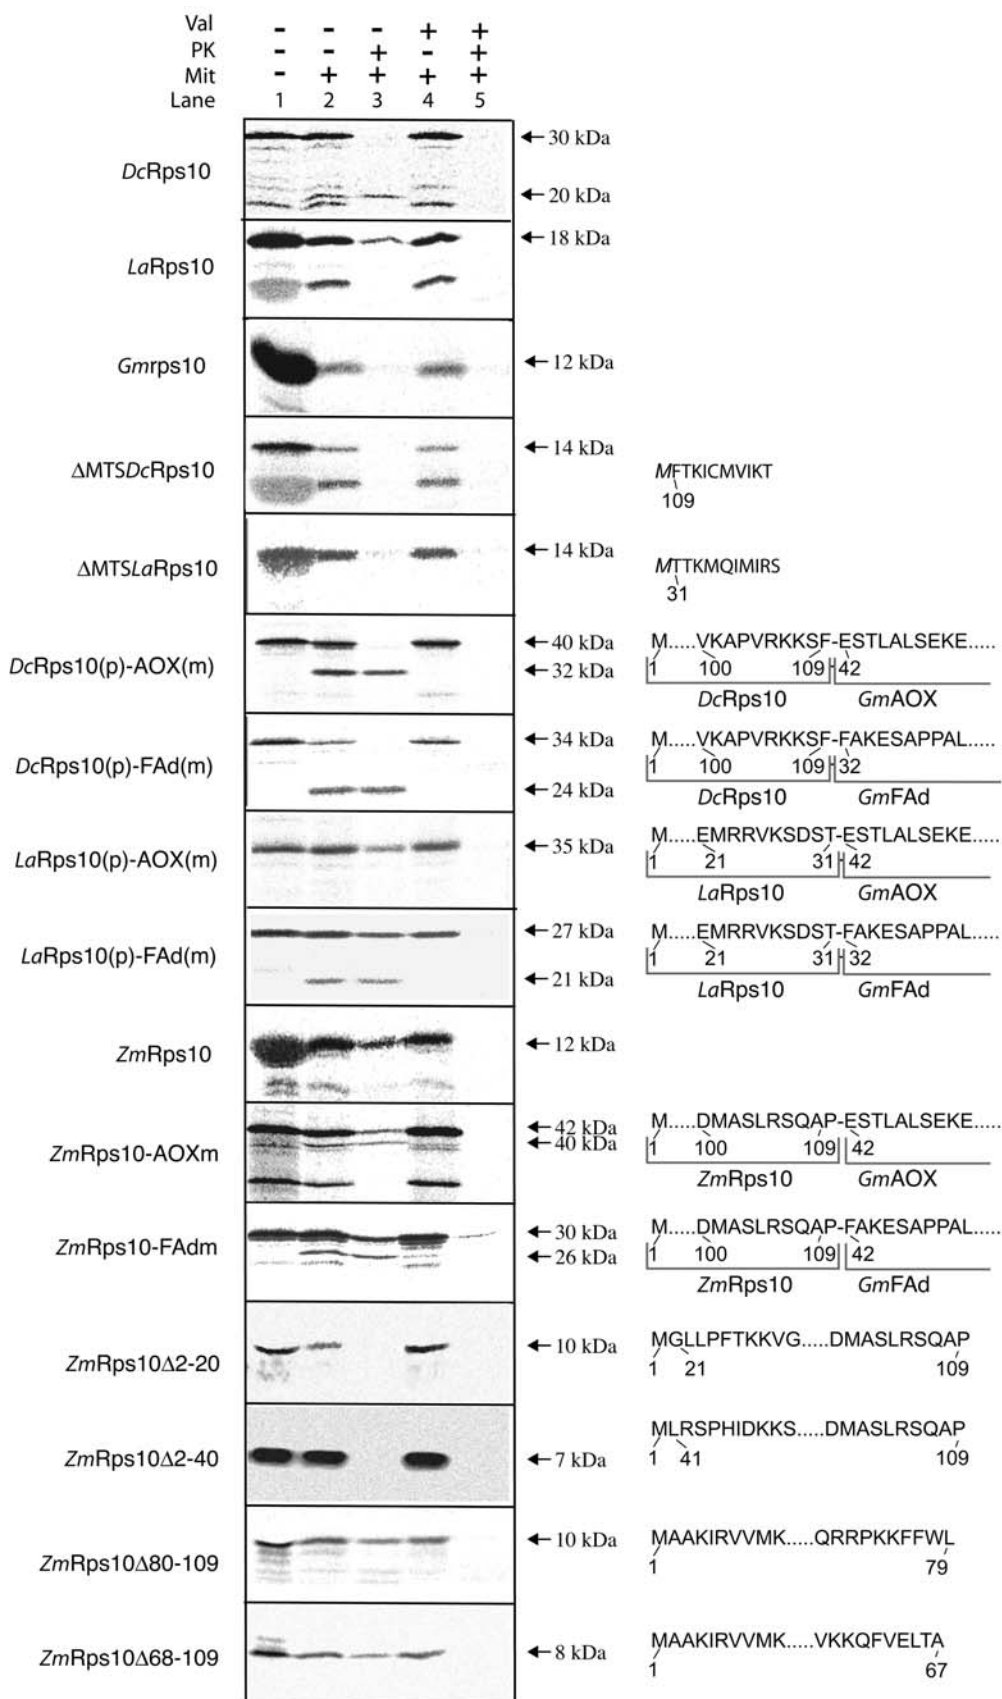 Val - - - + +
PK - - + - +
Mit - + + + +
Lane 1 2 3 4 5
DcRps10
← 30 kDa
← 20 kDa
LaRps10
← 18 kDa
Gmrps10
← 12 kDa
ΔMTSDcRps10
← 14 kDa
MFTKICMVIKT
109
ΔMTSLaRps10
← 14 kDa
MTTKMQIMIRS
31
DcRps10(p)-AOX(m)
← 40 kDa
← 32 kDa
M.....VKAPVRKKSF-ESTLALSEKE.....
1 100 109 42
DcRps10 GmAOX
DcRps10(p)-FAd(m)
← 34 kDa
← 24 kDa
M.....VKAPVRKKSF-FAKESAPPAL.....
1 100 109 32
DcRps10 GmFAd
LaRps10(p)-AOX(m)
← 35 kDa
M.....EMRRVKSDST-ESTLALSEKE.....
1 21 31 42
LaRps10 GmAOX
LaRps10(p)-FAd(m)
← 27 kDa
← 21 kDa
M.....EMRRVKSDST-FAKESAPPAL.....
1 21 31 32
LaRps10 GmFAd
ZmRps10
← 12 kDa
ZmRps10-AOXm
← 42 kDa
← 40 kDa
M.....DMASLRSQAP-ESTLALSEKE.....
1 100 109 42
ZmRps10 GmAOX
ZmRps10-FAdm
← 30 kDa
← 26 kDa
M.....DMASLRSQAP-FAKESAPPAL.....
1 100 109 42
ZmRps10 GmFAd
ZmRps10Δ2-20
← 10 kDa
MGLLPFTKKVG.....DMASLRSQAP
1 21 109
ZmRps10Δ2-40
← 7 kDa
MLRSPHIDKKS.....DMASLRSQAP
1 41 109
ZmRps10Δ80-109
← 10 kDa
MAAKIRVVMK.....QRRPKKFFWL
1 79
ZmRps10Δ68-109
← 8 kDa
MAAKIRVVMK.....VKKQFVELTA
1 67